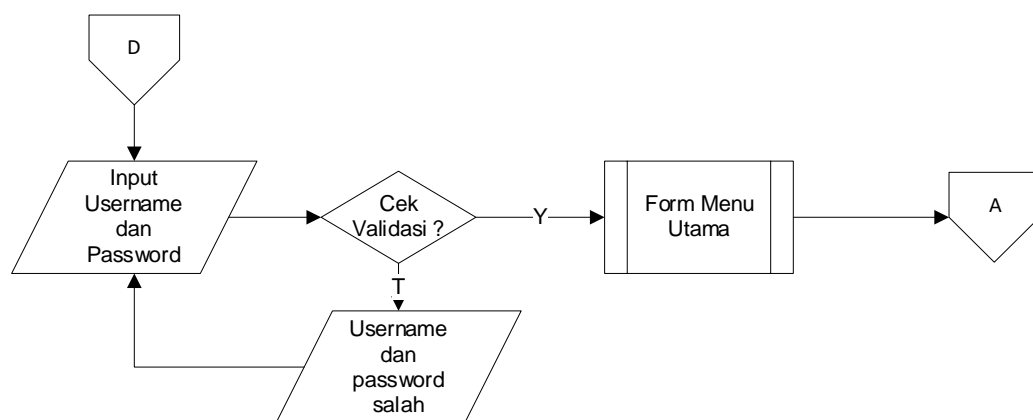 D
Input
Username
dan
Password
Cek
Validasi ?
Y
Form Menu
Utama
A
T
Username
dan
password
salah